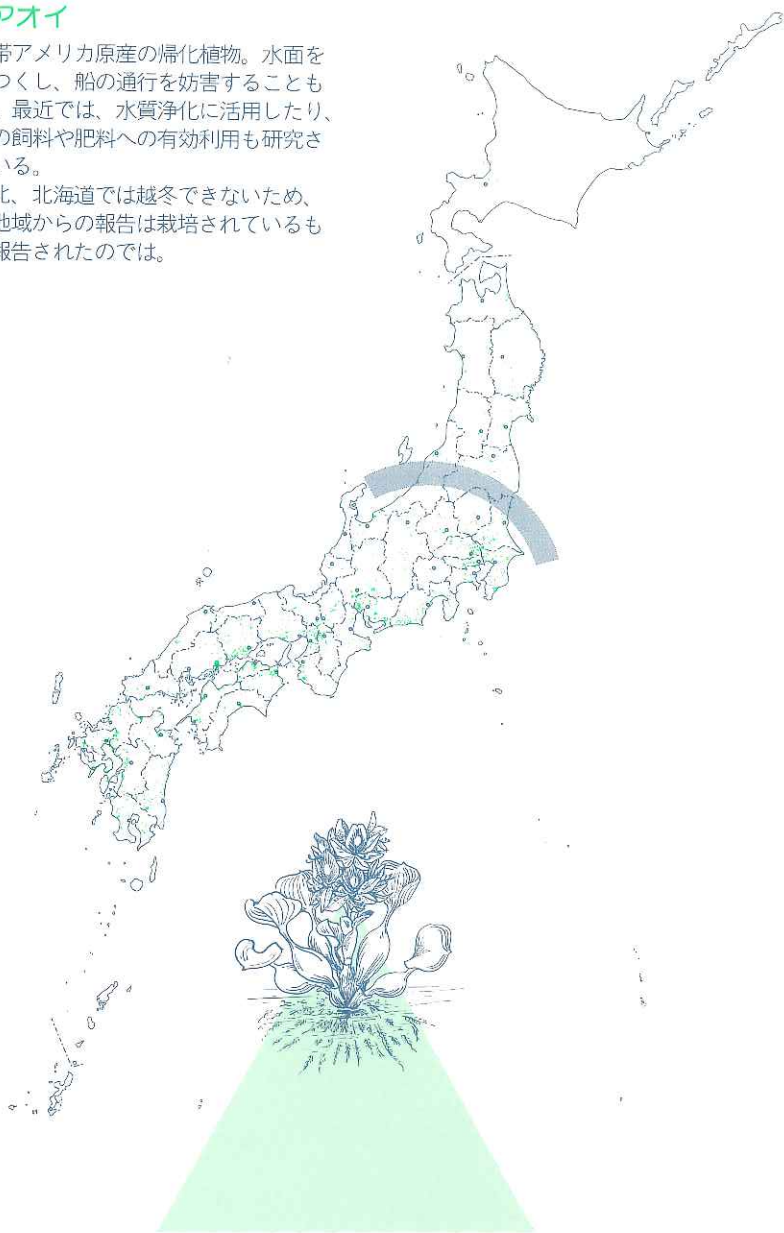 アオイ
帯アメリカ原産の帰化植物。水面を
つくし、船の通行を妨害することも
最近では、水質浄化に活用したり、
の飼料や肥料への有効利用も研究さ
いる。
北、北海道では越冬できないため、
地域からの報告は栽培されているも
報告されたのでは。